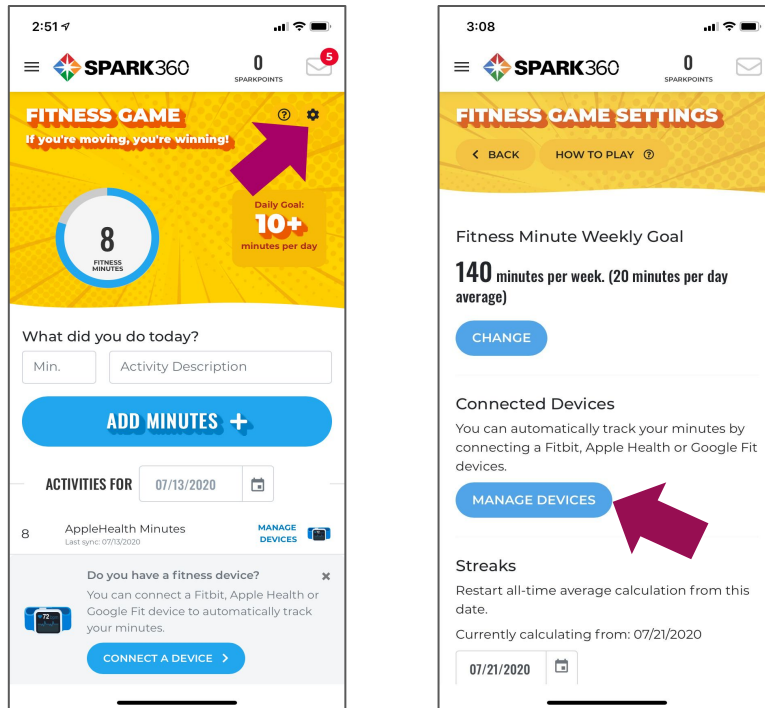 2:51
SPARK360
0
SPARKPOINTS
5
FITNESS GAME
If you're moving, you're winning!
8
FITNESS
MINUTES
Daily Goal:
10+
minutes per day
What did you do today?
Min.
Activity Description
ADD MINUTES +
ACTIVITIES FOR
07/13/2020
8
AppleHealth Minutes
Last sync: 07/13/2020
MANAGE
DEVICES
Do you have a fitness device?
x
You can connect a Fitbit, Apple Health or
Google Fit device to automatically track
your minutes.
72
CONNECT A DEVICE >
3:08
SPARK360
0
SPARKPOINTS
FITNESS GAME SETTINGS
< BACK
HOW TO PLAY ?
Fitness Minute Weekly Goal
140 minutes per week. (20 minutes per day
average)
CHANGE
Connected Devices
You can automatically track your minutes by
connecting a Fitbit, Apple Health or Google Fit
devices.
MANAGE DEVICES
Streaks
Restart all-time average calculation from this
date.
Currently calculating from: 07/21/2020
07/21/2020